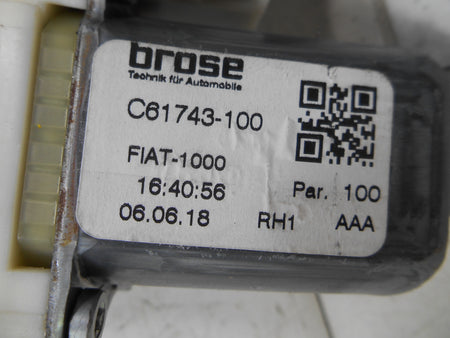 brose
Technik für Automobile
C61743-100
FIAT-1000
16:40:56 Par. 100
06.06.18 RH1 AAA